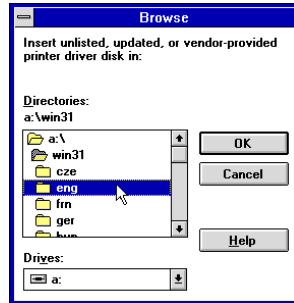 Browse
Insert unlisted, updated, or vendor-provided
printer driver disk in:
Directories:
a:\win31
a:\
win31
cze
eng
frn
ger
hun
OK
Cancel
Help
Drives:
a: